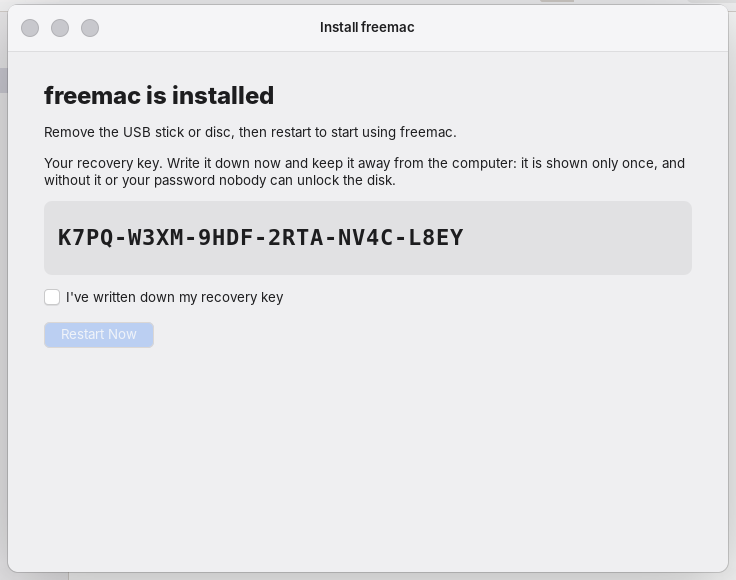 Install freemac
freemac is installed
Remove the USB stick or disc, then restart to start using freemac.
Your recovery key. Write it down now and keep it away from the computer: it is shown only once, and
without it or your password nobody can unlock the disk.
K7PQ-W3XM-9HDF-2RTA-NV4C-L8EY
I've written down my recovery key
Restart Now